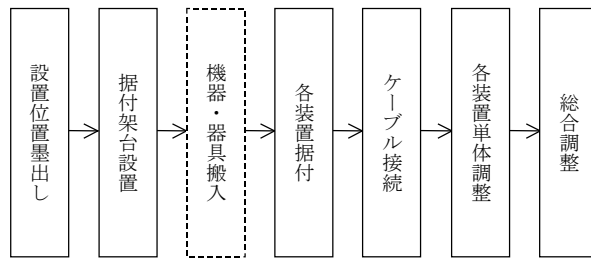 設置位置墨出し
据付架台設置
機器・器具搬入
各装置据付
ケーブル接続
各装置単体調整
総合調整